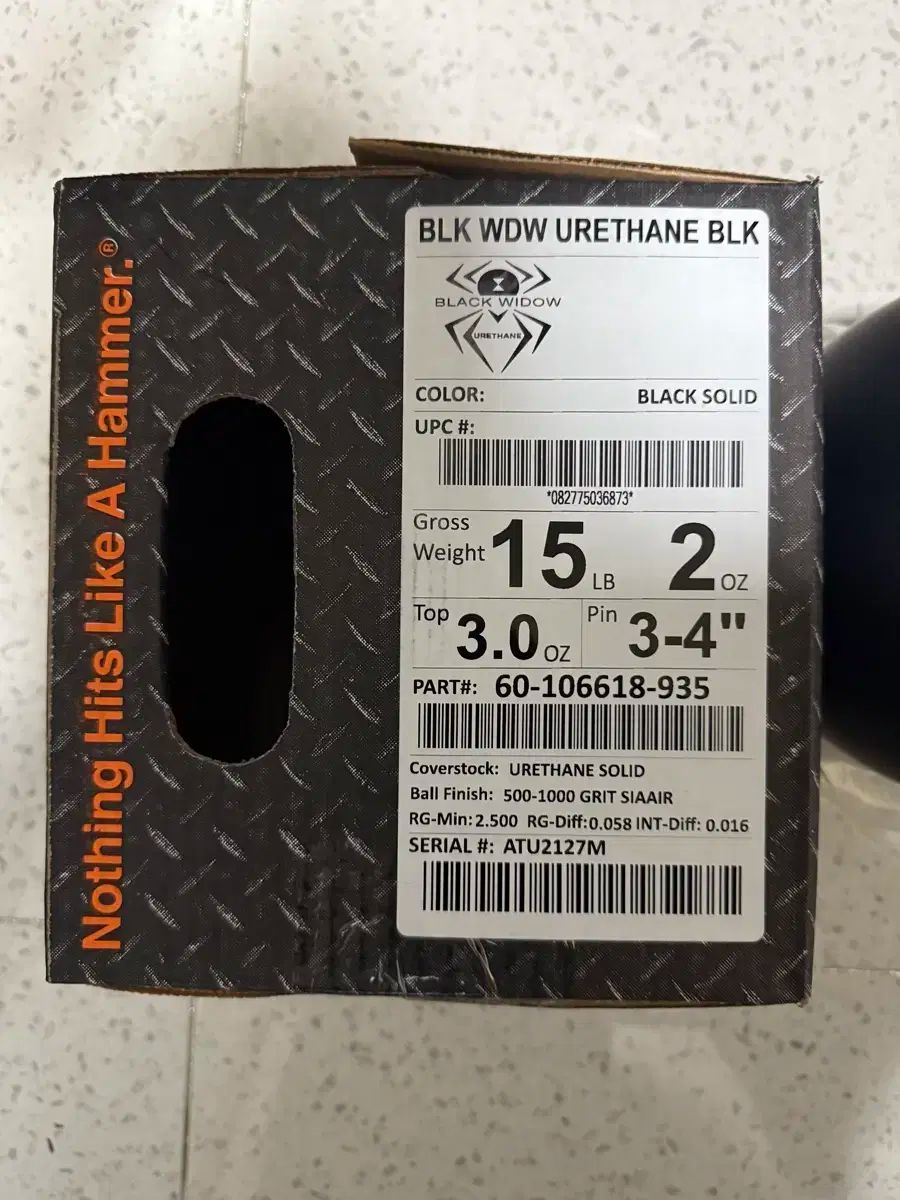 Nothing Hits Like A Hammer.®
BLK WDW URETHANE BLK
BLACK WIDOW
URETHANE
COLOR: BLACK SOLID
UPC #:
*082775036873*
Gross Weight 15 LB 2 OZ
Top 3.0 OZ Pin 3-4"
PART#: 60-106618-935
Coverstock: URETHANE SOLID
Ball Finish: 500-1000 GRIT SIAAIR
RG-Min: 2.500 RG-Diff:0.058 INT-Diff: 0.016
SERIAL #: ATU2127M